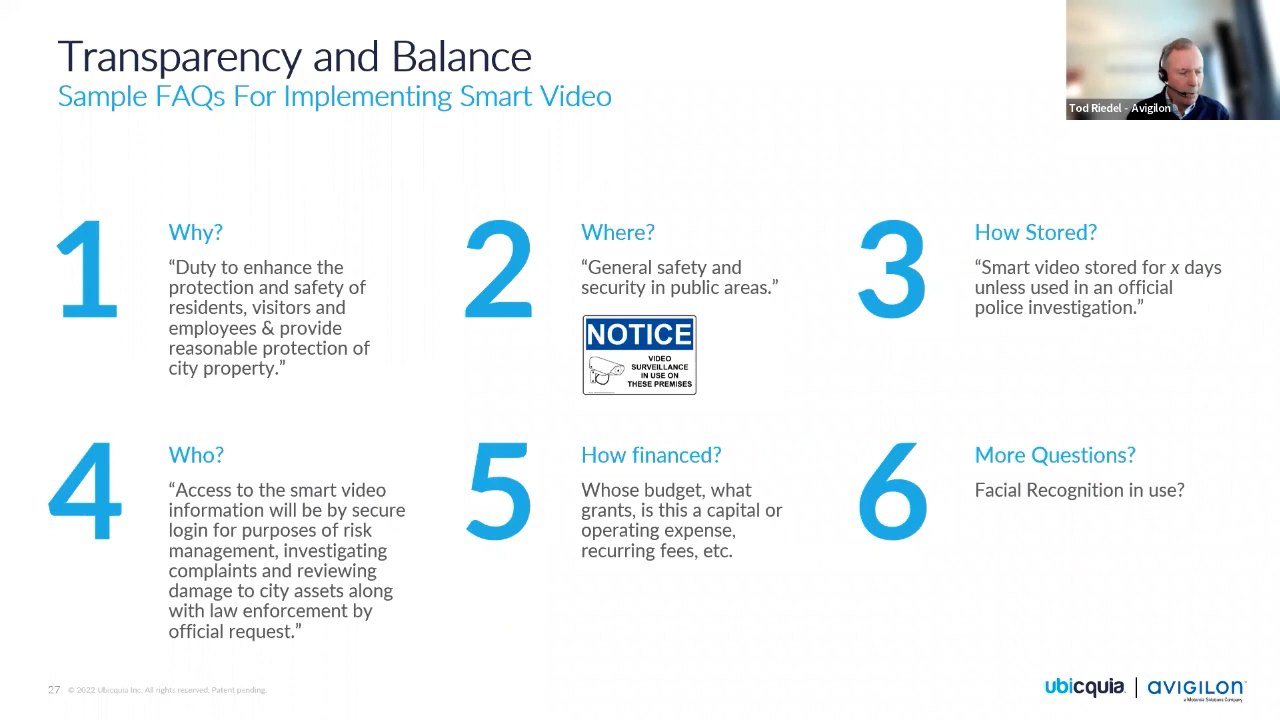 Transparency and Balance
Sample FAQs For Implementing Smart Video
Tod Riedel - Avigilon
1
Why?
“Duty to enhance the
protection and safety of
residents, visitors and
employees & provide
reasonable protection of
city property.”
2
Where?
“General safety and
security in public areas.”
NOTICE
VIDEO
SURVEILLANCE
IN USE ON
THESE PREMISES
3
How Stored?
“Smart video stored for x days
unless used in an official
police investigation.”
4
Who?
“Access to the smart video
information will be by secure
login for purposes of risk
management, investigating
complaints and reviewing
damage to city assets along
with law enforcement by
official request.”
5
How financed?
Whose budget, what
grants, is this a capital or
operating expense,
recurring fees, etc.
6
More Questions?
Facial Recognition in use?
27 © 2022 Ubicquia Inc. All rights reserved. Patent pending.
ubicquia | AVIGILON
a Motorola Solutions Company